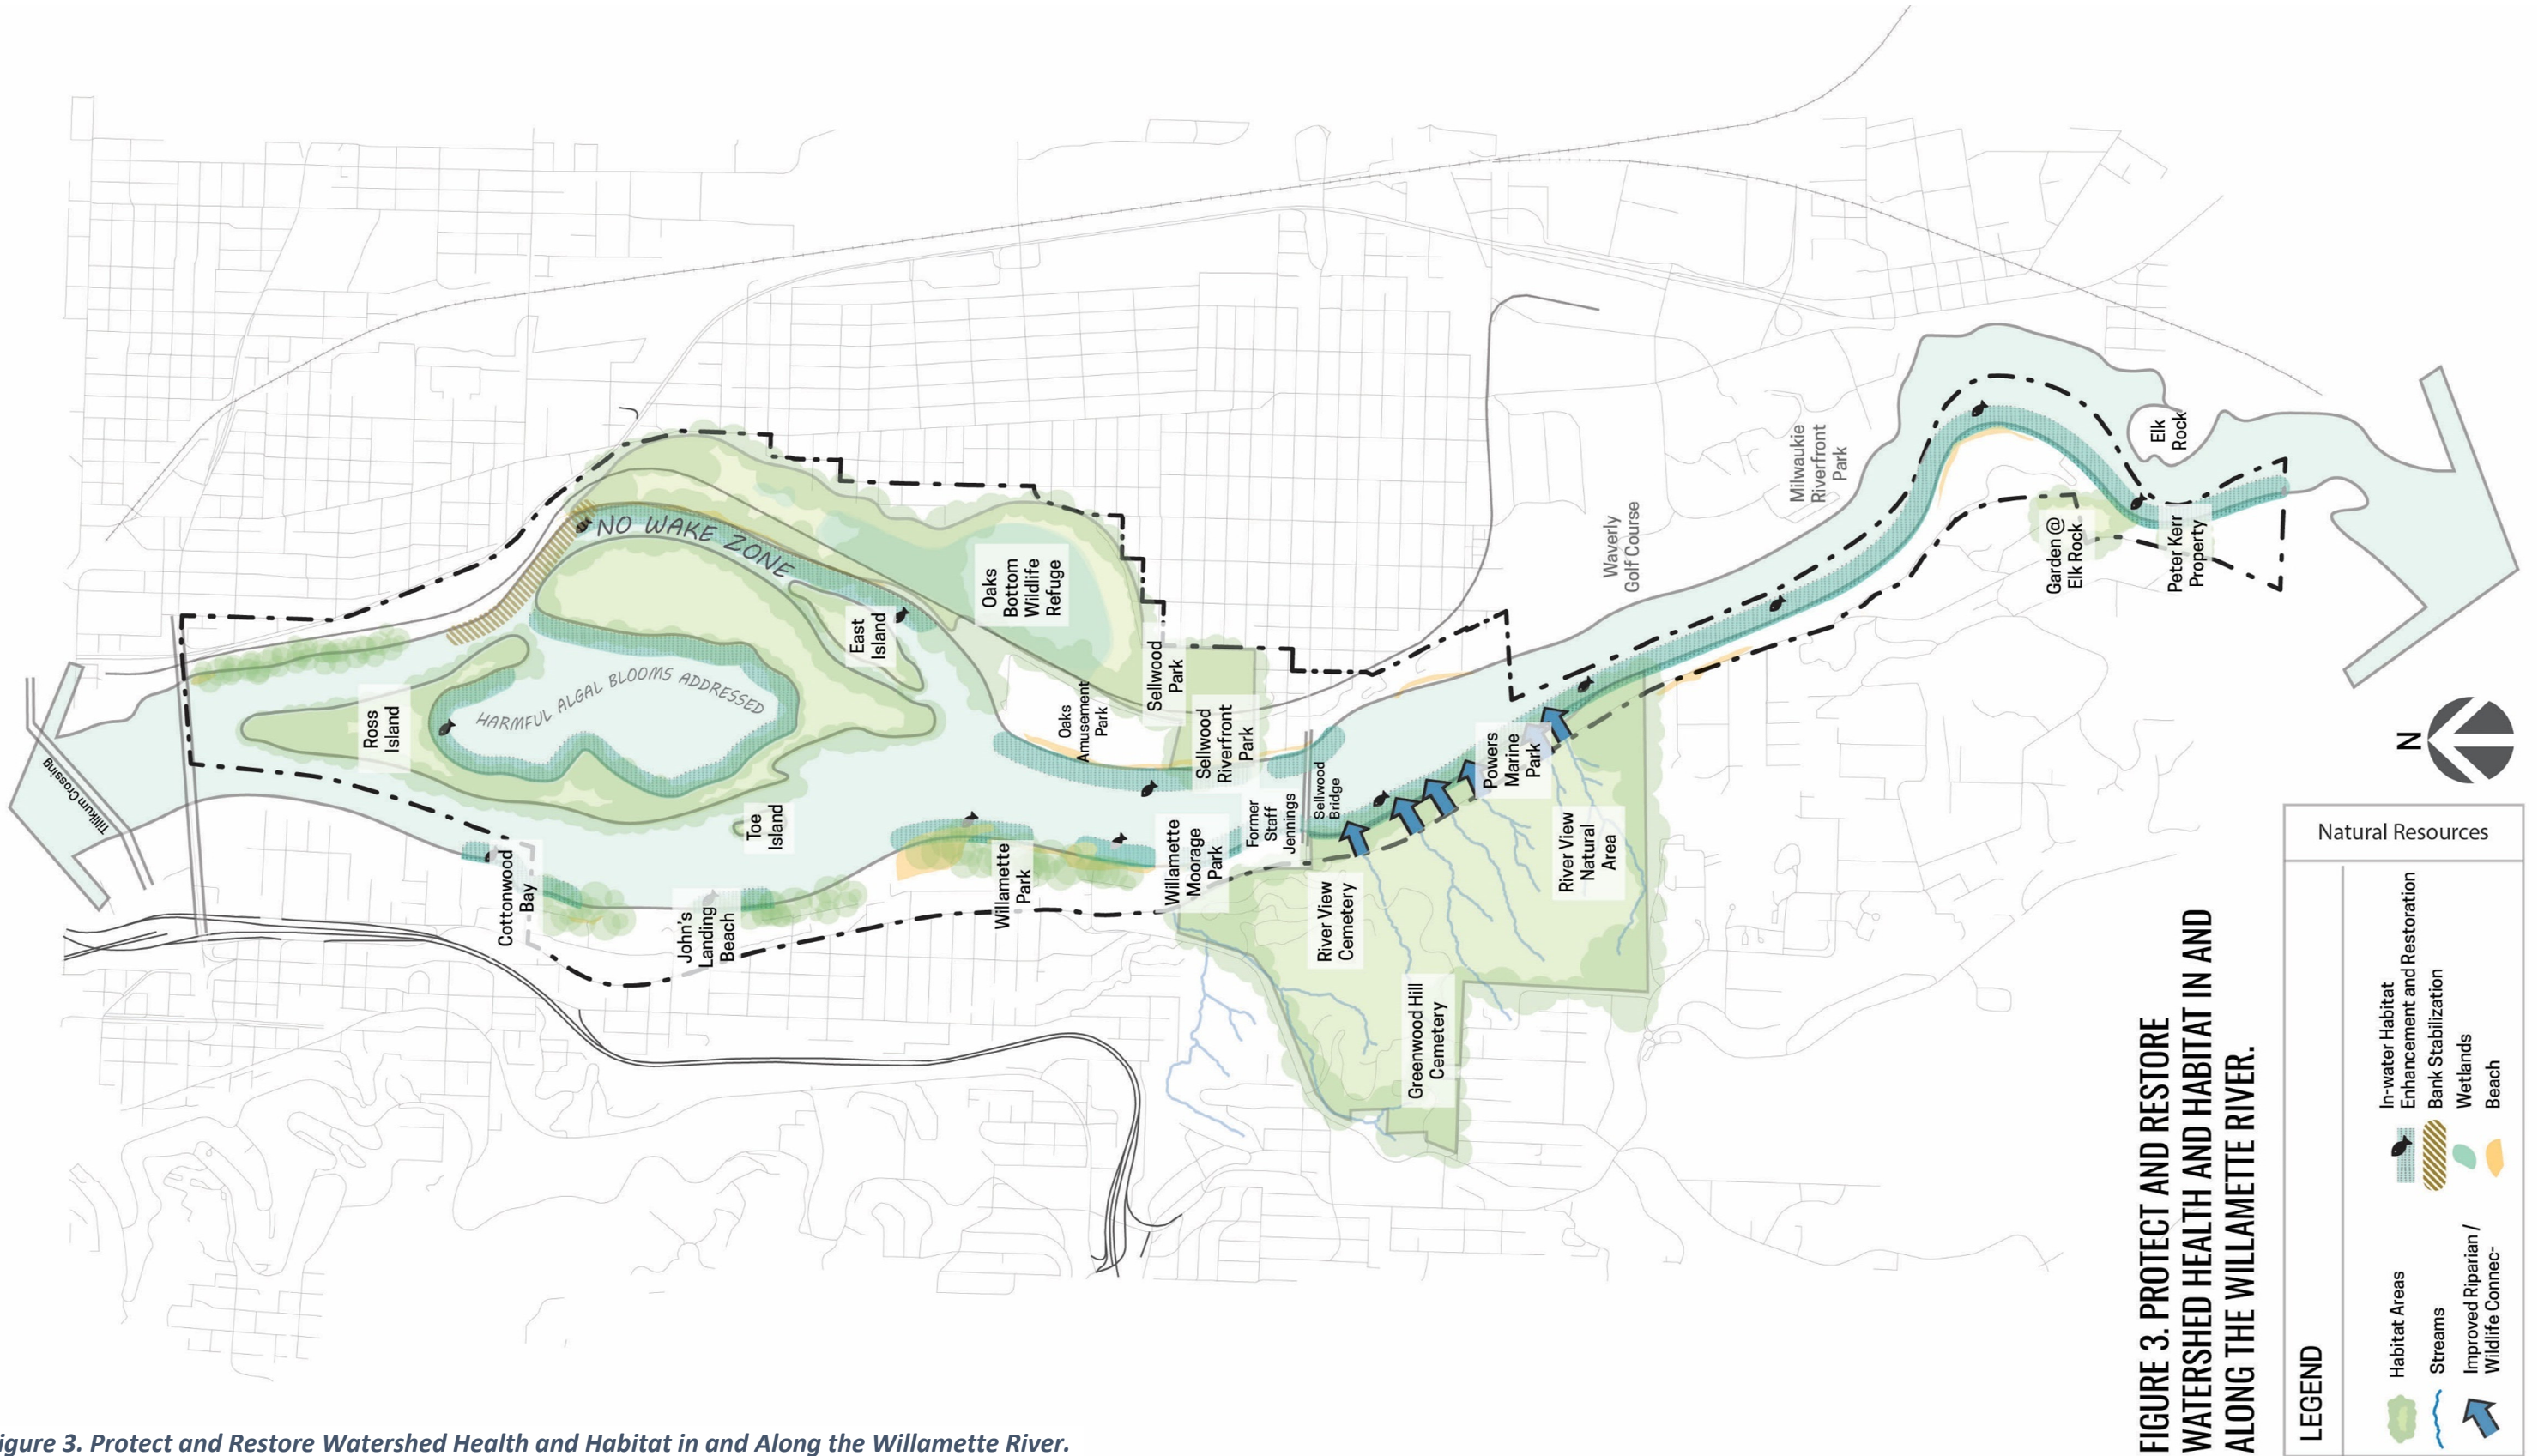 Tillikum Crossing
Ross
Island
HARMFUL ALGAL BLOOMS ADDRESSED
NO WAKE ZONE
East
Island
Toe
Island
Cottonwood
Bay
John's
Landing
Beach
Willamette
Park
Oaks
Bottom
Wildlife
Refuge
Oaks
Amusement
Park
Sellwood
Park
Sellwood
Riverfront
Park
Willamette
Moorage
Park
Former
Staff
Jennings
Sellwood
Bridge
River View
Cemetery
Greenwood Hill
Cemetery
Powers
Marine
Park
River View
Natural
Area
Waverly
Golf Course
Milwaukie
Riverfront
Park
Garden @
Elk Rock
Elk
Rock
Peter Kerr
Property
N
FIGURE 3. PROTECT AND RESTORE
WATERSHED HEALTH AND HABITAT IN AND
ALONG THE WILLAMETTE RIVER.
LEGEND
Natural Resources
Habitat Areas
Streams
Improved Riparian /
Wildlife Connec-
In-water Habitat
Enhancement and Restoration
Bank Stabilization
Wetlands
Beach
igure 3. Protect and Restore Watershed Health and Habitat in and Along the Willamette River.